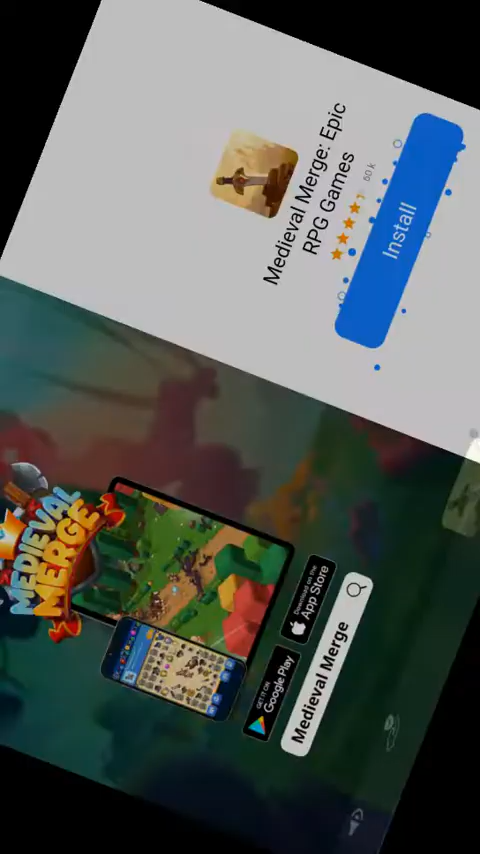 MEDIEVAL
MERGE
Download on the
App Store
GET IT ON
Google Play
Medieval Merge
Medieval Merge: Epic
RPG Games
60 k
Install